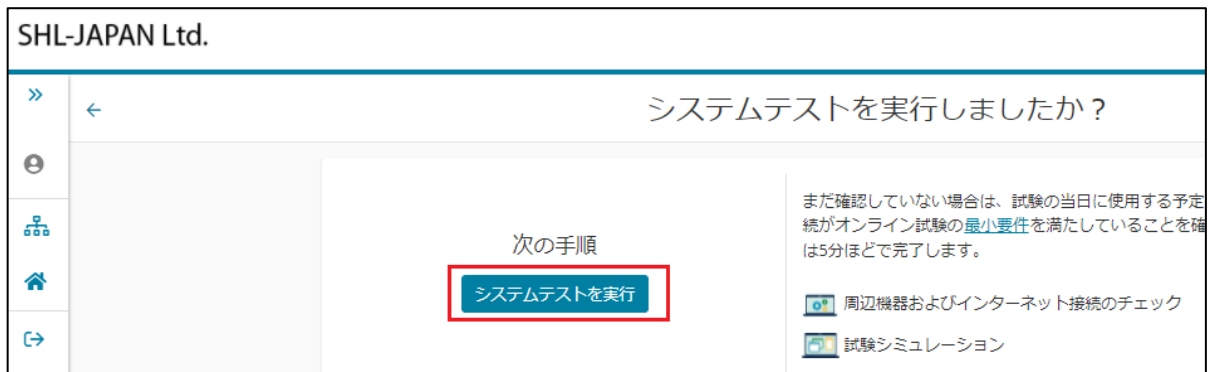 SHL-JAPAN Ltd.
システムテストを実行しましたか？
次の手順
システムテストを実行
まだ確認していない場合は、試験の当日に使用する予定
続がオンライン試験の最小要件を満たしていることを確
は5分ほどで完了します。
周辺機器およびインターネット接続のチェック
試験シミュレーション